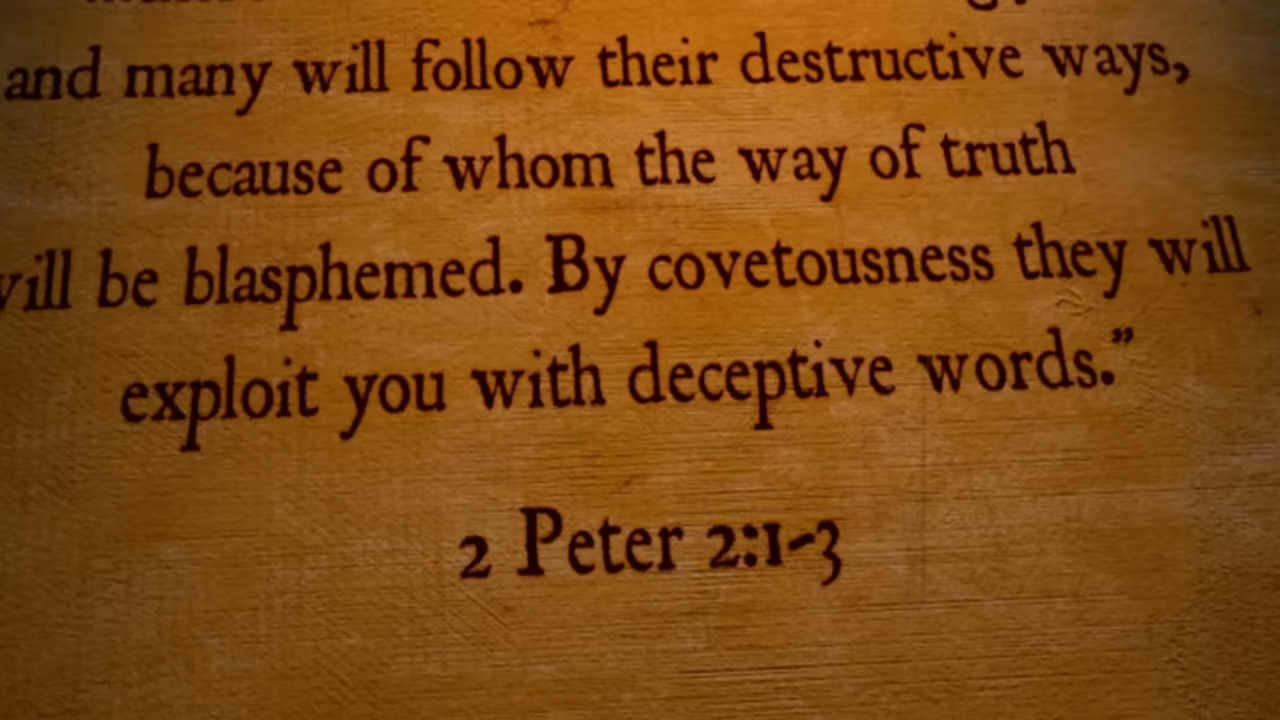 and many will follow their destructive ways,
because of whom the way of truth
will be blasphemed. By covetousness they will
exploit you with deceptive words.”
2 Peter 2:1-3